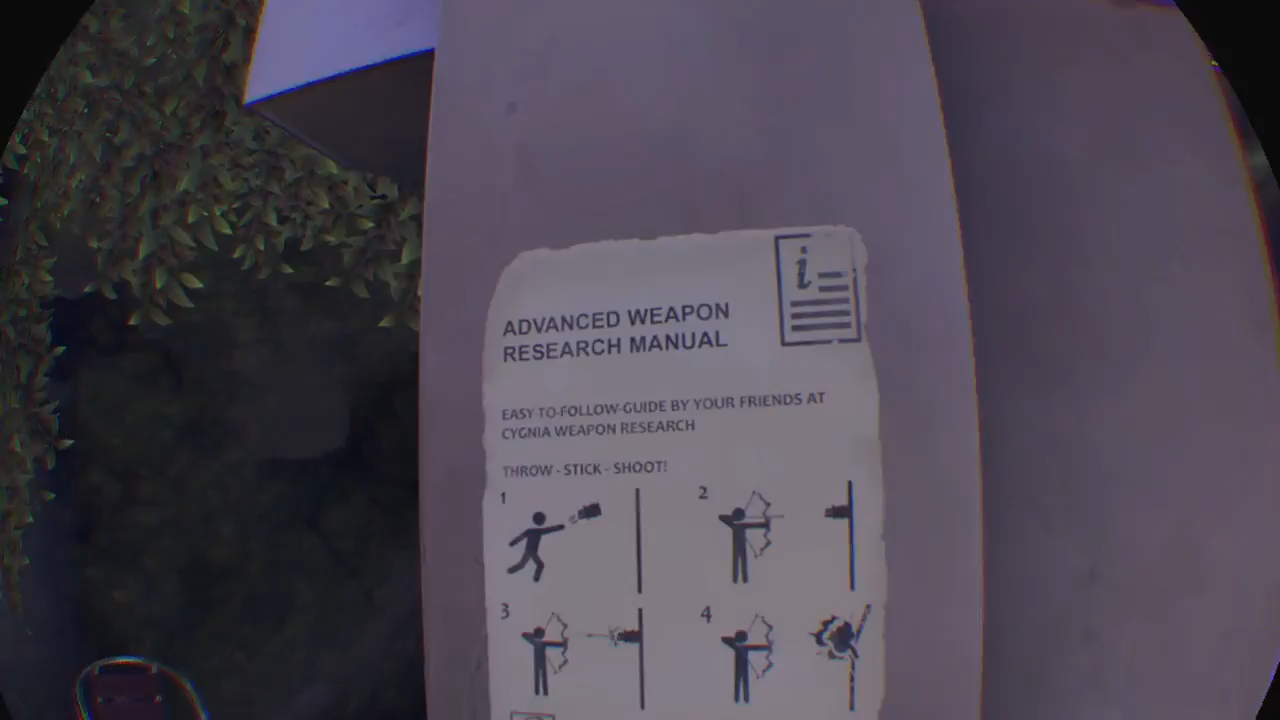 i
ADVANCED WEAPON
RESEARCH MANUAL
EASY-TO-FOLLOW-GUIDE BY YOUR FRIENDS AT
CYGNIA WEAPON RESEARCH
THROW - STICK - SHOOT!
1
2
3
4